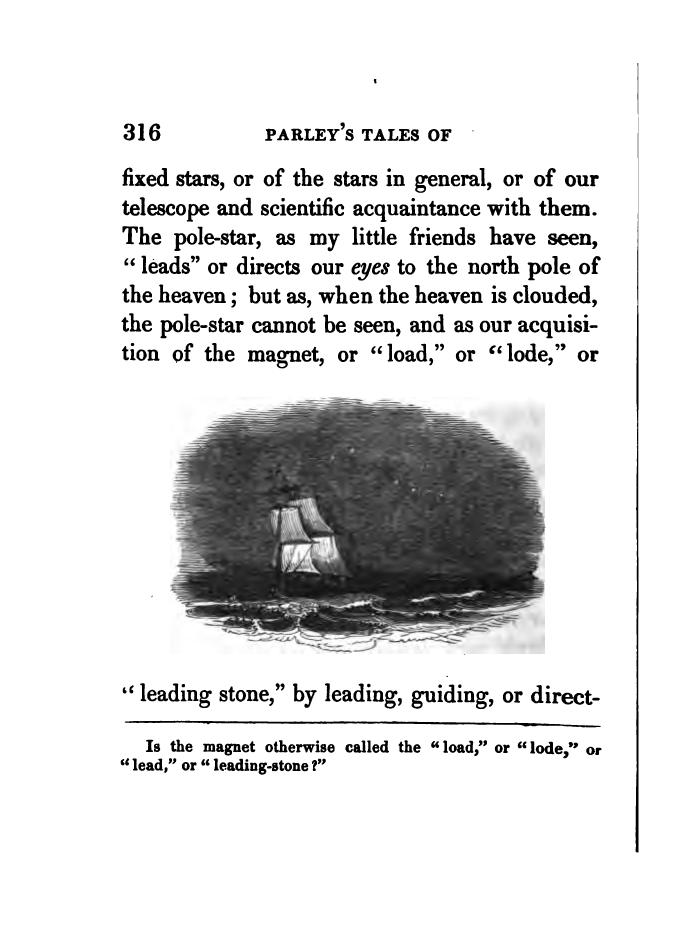 316 PARLEY'S TALES OF
fixed stars, or of the stars in general, or of our
telescope and scientific acquaintance with them.
The pole-star, as my little friends have seen,
“leads” or directs our eyes to the north pole of
the heaven; but as, when the heaven is clouded,
the pole-star cannot be seen, and as our acquisi-
tion of the magnet, or “load,” or “lode,” or
“leading stone,” by leading, guiding, or direct-
Is the magnet otherwise called the “load,” or “lode,” or
“lead,” or “leading-stone?”